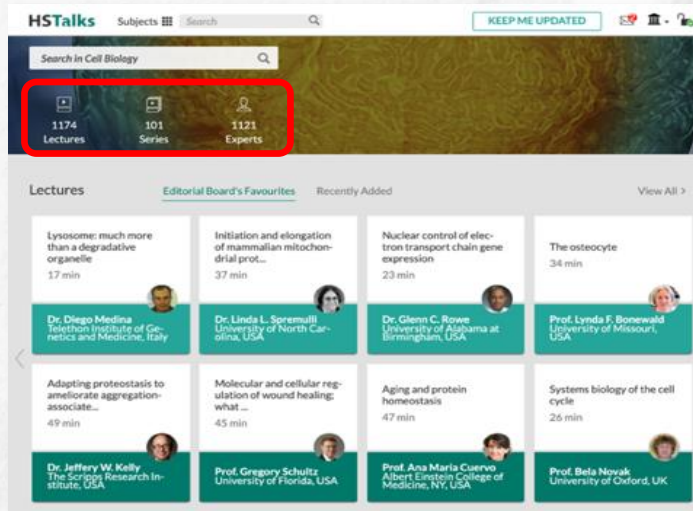 HSTalks Subjects Search KEEP ME UPDATED
Search in Cell Biology
1174 101 1121
Lectures Series Experts
Lectures Editorial Board's Favourites Recently Added View All >
Lysosome: much more
than a degradative
organelle
17 min
Dr. Diego Medina
Telethon Institute of Ge-
netics and Medicine, Italy
Initiation and elongation
of mammalian mitochon-
drial prot...
37 min
Dr. Linda L. Spremulli
University of North Car-
olina, USA
Nuclear control of elec-
tron transport chain gene
expression
23 min
Dr. Glenn C. Rowe
University of Alabama at
Birmingham, USA
The osteocyte
34 min
Prof. Lynda F. Bonewald
University of Missouri,
USA
Adapting proteostasis to
ameliorate aggregation-
associate...
49 min
Dr. Jeffery W. Kelly
The Scripps Research In-
stitute, USA
Molecular and cellular reg-
ulation of wound healing;
what ...
45 min
Prof. Gregory Schultz
University of Florida, USA
Aging and protein
homeostasis
47 min
Prof. Ana Maria Cuervo
Albert Einstein College of
Medicine, NY, USA
Systems biology of the cell
cycle
26 min
Prof. Bela Novak
University of Oxford, UK